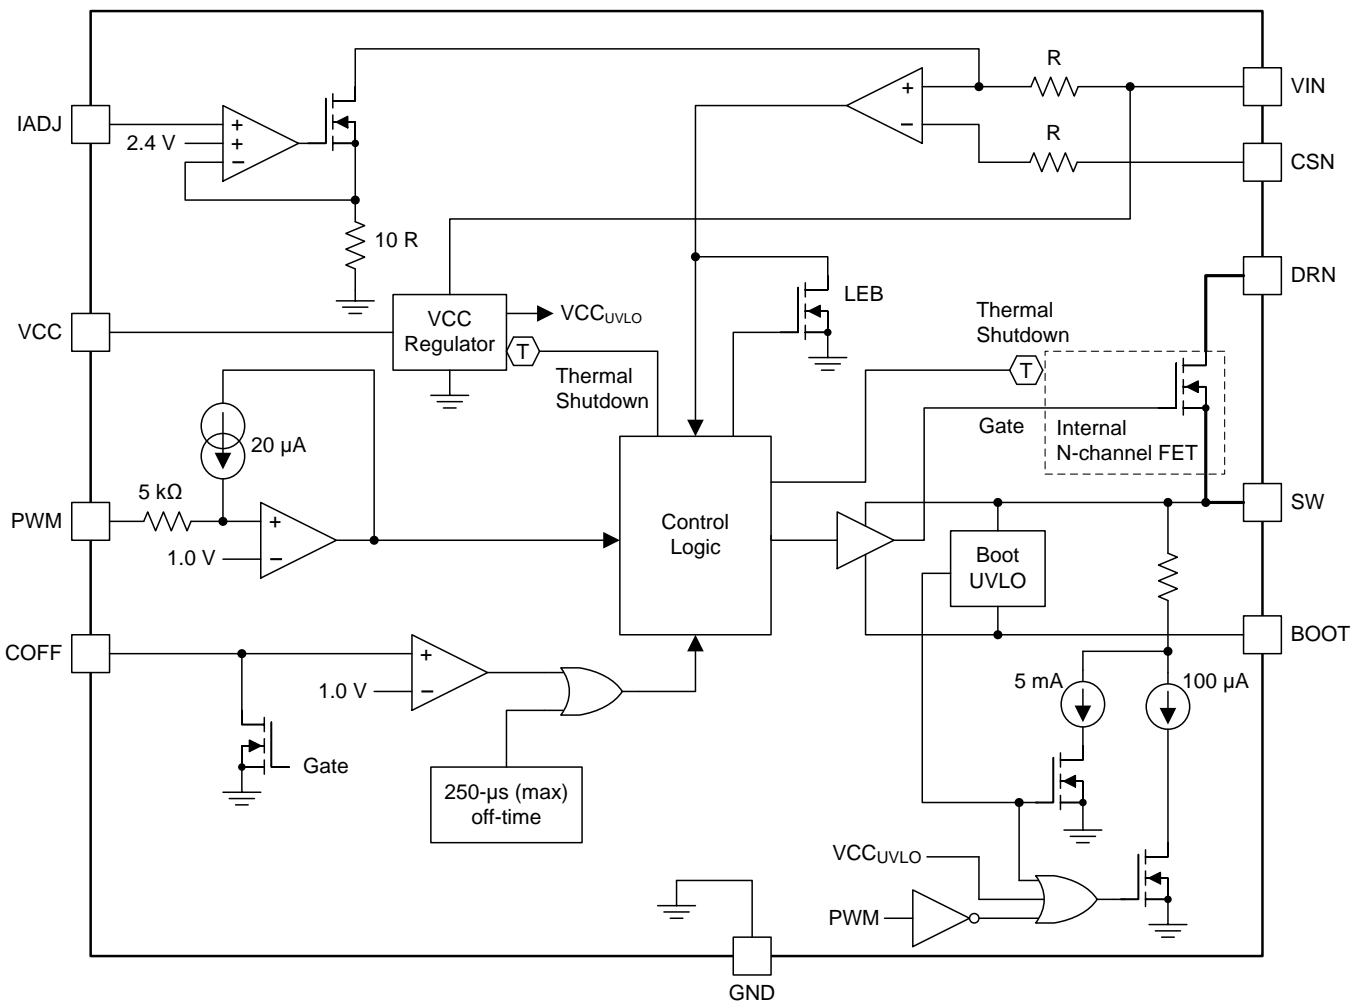 R
VIN
IADJ
2.4 V
+
+
−
+
−
R
CSN
10 R
DRN
LEB
VCC
VCC
Regulator
VCCUVLO
T
Thermal
Shutdown
Thermal
Shutdown
T
Gate
Internal
N-channel FET
20 µA
5 kΩ
PWM
1.0 V
+
−
Control
Logic
SW
Boot
UVLO
BOOT
COFF
1.0 V
+
−
5 mA
100 µA
Gate
250-µs (max)
off-time
VCCUVLO
PWM
GND